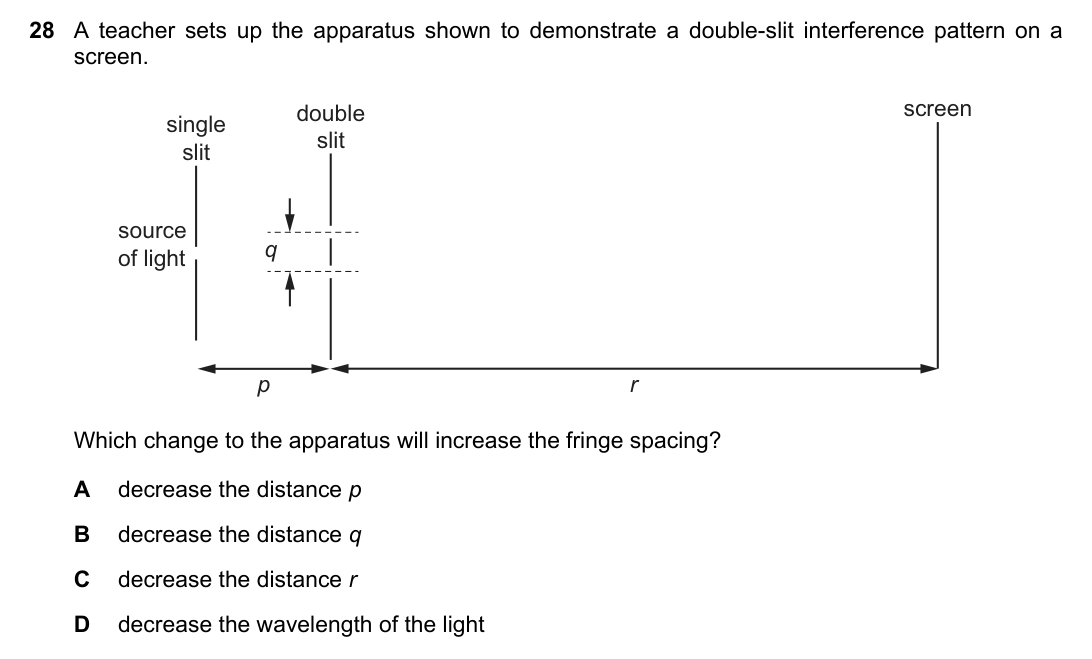 28 A teacher sets up the apparatus shown to demonstrate a double-slit interference pattern on a
screen.
single
slit
double
slit
screen
source
of light
q
p
r
Which change to the apparatus will increase the fringe spacing?
A decrease the distance p
B decrease the distance q
C decrease the distance r
D decrease the wavelength of the light